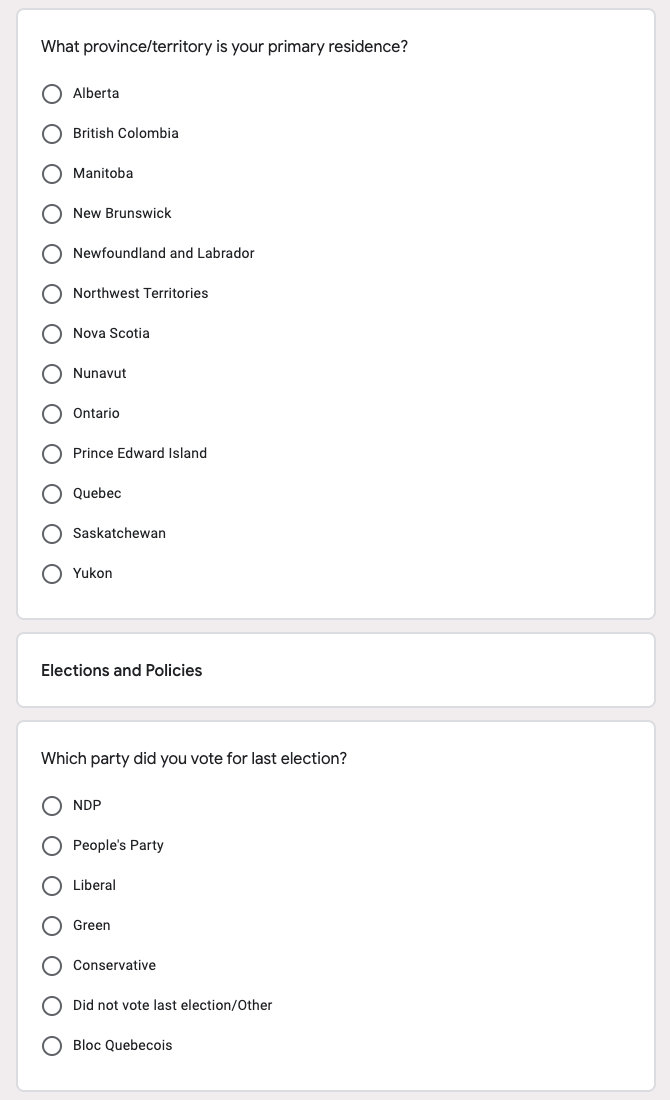 What province/territory is your primary residence?
Alberta
British Colombia
Manitoba
New Brunswick
Newfoundland and Labrador
Northwest Territories
Nova Scotia
Nunavut
Ontario
Prince Edward Island
Quebec
Saskatchewan
Yukon
Elections and Policies
Which party did you vote for last election?
NDP
People's Party
Liberal
Green
Conservative
Did not vote last election/Other
Bloc Quebecois